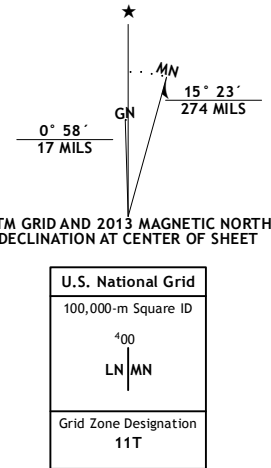 ★
MN
GN
15° 23´
274 MILS
0° 58´
17 MILS
TM GRID AND 2013 MAGNETIC NORTH
DECLINATION AT CENTER OF SHEET
U.S. National Grid
100,000-m Square ID
⁴00
LN MN
Grid Zone Designation
11T